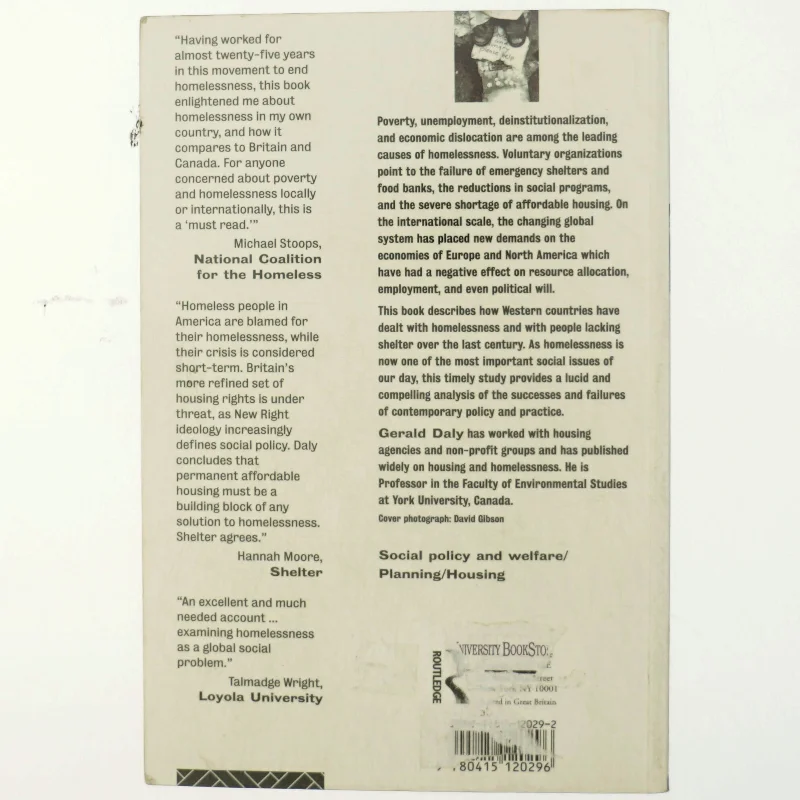 “Having worked for
almost twenty-five years
in this movement to end
homelessness, this book
enlightened me about
homelessness in my own
country, and how it
compares to Britain and
Canada. For anyone
concerned about poverty
and homelessness locally
or internationally, this is
a ‘must read.’”
Michael Stoops,
National Coalition
for the Homeless
“Homeless people in
America are blamed for
their homelessness, while
their crisis is considered
short-term. Britain’s
more refined set of
housing rights is under
threat, as New Right
ideology increasingly
defines social policy. Daly
concludes that
permanent affordable
housing must be a
building block of any
solution to homelessness.
Shelter agrees.”
Hannah Moore,
Shelter
“An excellent and much
needed account ...
examining homelessness
as a global social
problem.”
Talmadge Wright,
Loyola University
Poverty, unemployment, deinstitutionalization,
and economic dislocation are among the leading
causes of homelessness. Voluntary organizations
point to the failure of emergency shelters and
food banks, the reductions in social programs,
and the severe shortage of affordable housing. On
the international scale, the changing global
system has placed new demands on the
economies of Europe and North America which
have had a negative effect on resource allocation,
employment, and even political will.
This book describes how Western countries have
dealt with homelessness and with people lacking
shelter over the last century. As homelessness is
now one of the most important social issues of
our day, this timely study provides a lucid and
compelling analysis of the successes and failures
of contemporary policy and practice.
Gerald Daly has worked with housing
agencies and non-profit groups and has published
widely on housing and homelessness. He is
Professor in the Faculty of Environmental Studies
at York University, Canada.
Cover photograph: David Gibson
Social policy and welfare/
Planning/Housing
ROUTLEDGE
NY 10001
in Great Britain
2029-2
80415 120296